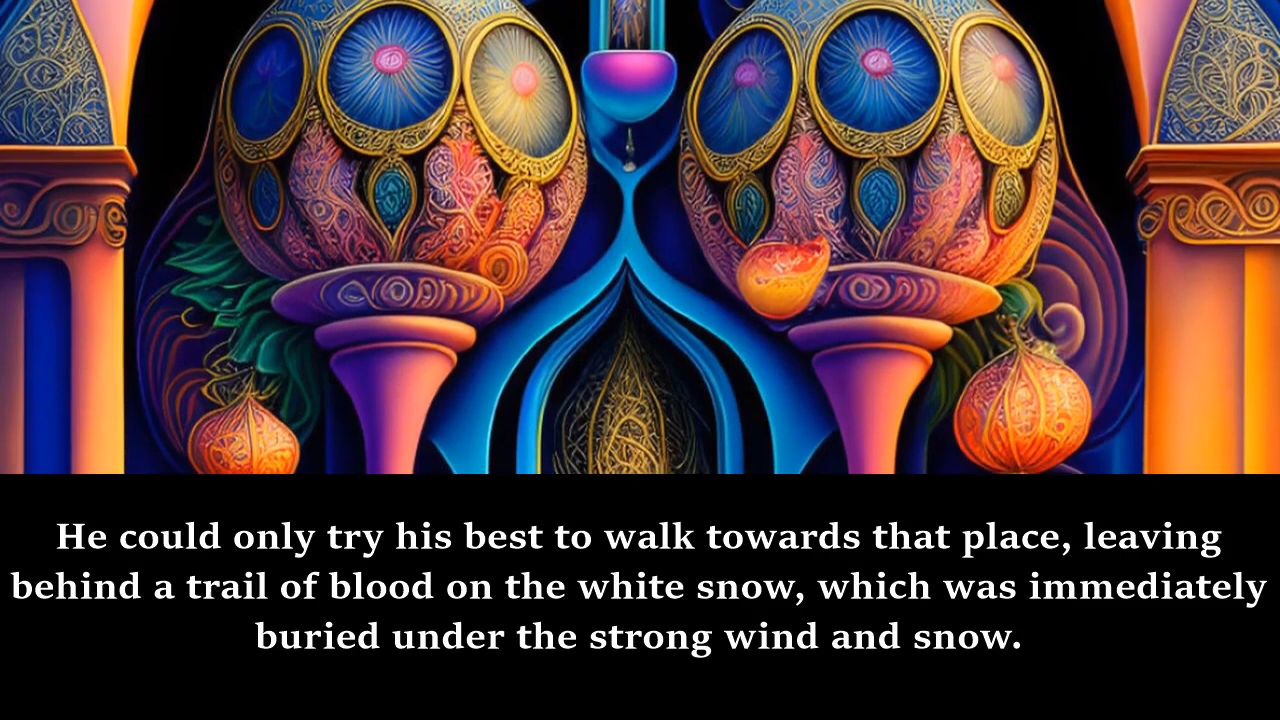 He could only try his best to walk towards that place, leaving
behind a trail of blood on the white snow, which was immediately
buried under the strong wind and snow.